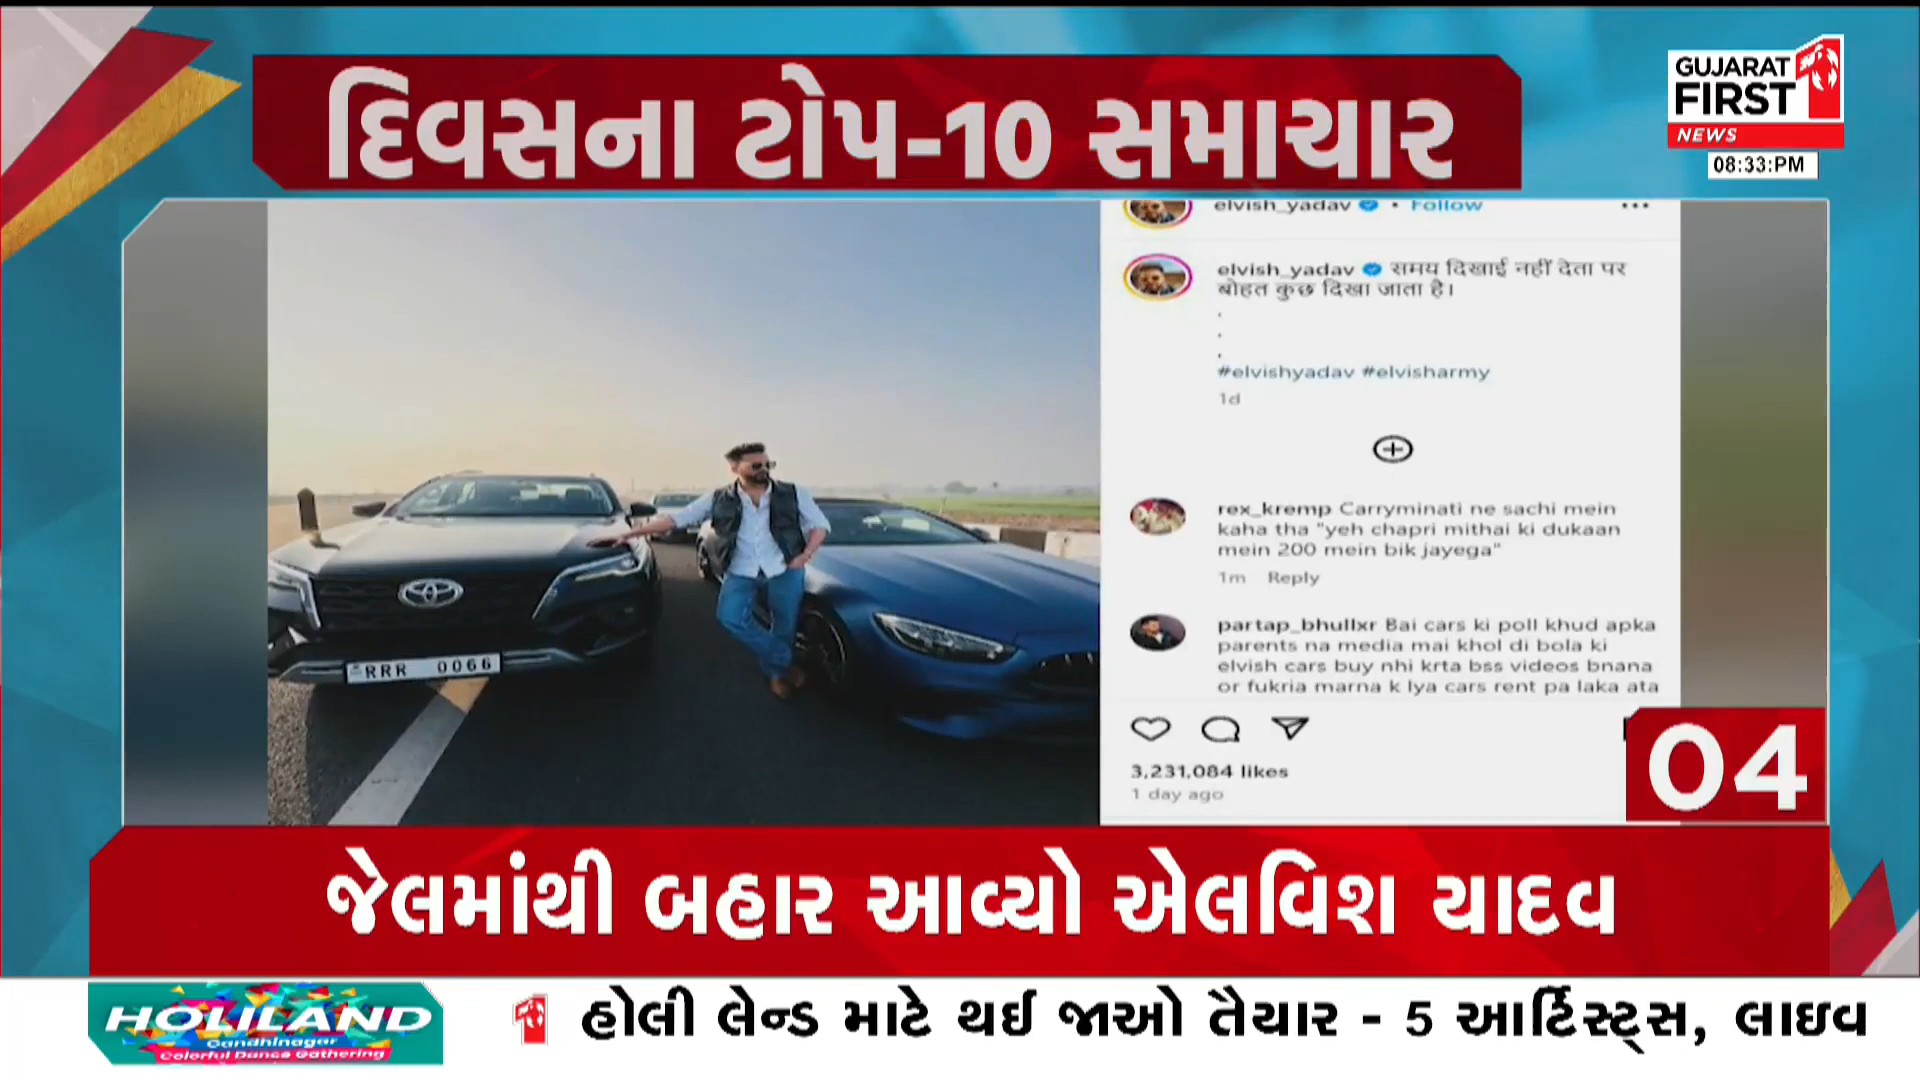 દિવસના ટોપ-10 સમાચાર
GUJARAT
FIRST
NEWS
08:33:PM
elvish_yadav • Follow
elvish_yadav समय दिखाई नहीं देता पर
बोहत कुछ दिखा जाता है।
.
.
.
#elvishyadav #elvisharmy
1d
rex_kremp Carryminati ne sachi mein
kaha tha "yeh chapri mithai ki dukaan
mein 200 mein bik jayega"
1m Reply
partap_bhullxr Bai cars ki poll khud apka
parents na media mai khol di bola ki
elvish cars buy nhi krta bss videos bnana
or fukria marna k lya cars rent pa laka ata
3,231,084 likes
1 day ago
RRR 0066
04
જેલમાંથી બહાર આવ્યો એલવિશ યાદવ
HOLILAND
Gandhinagar
Colorful Dance Gathering
હોલી લેન્ડ માટે થઈ જાઓ તૈયાર - 5 આર્ટિસ્ટ્સ, લાઇવ